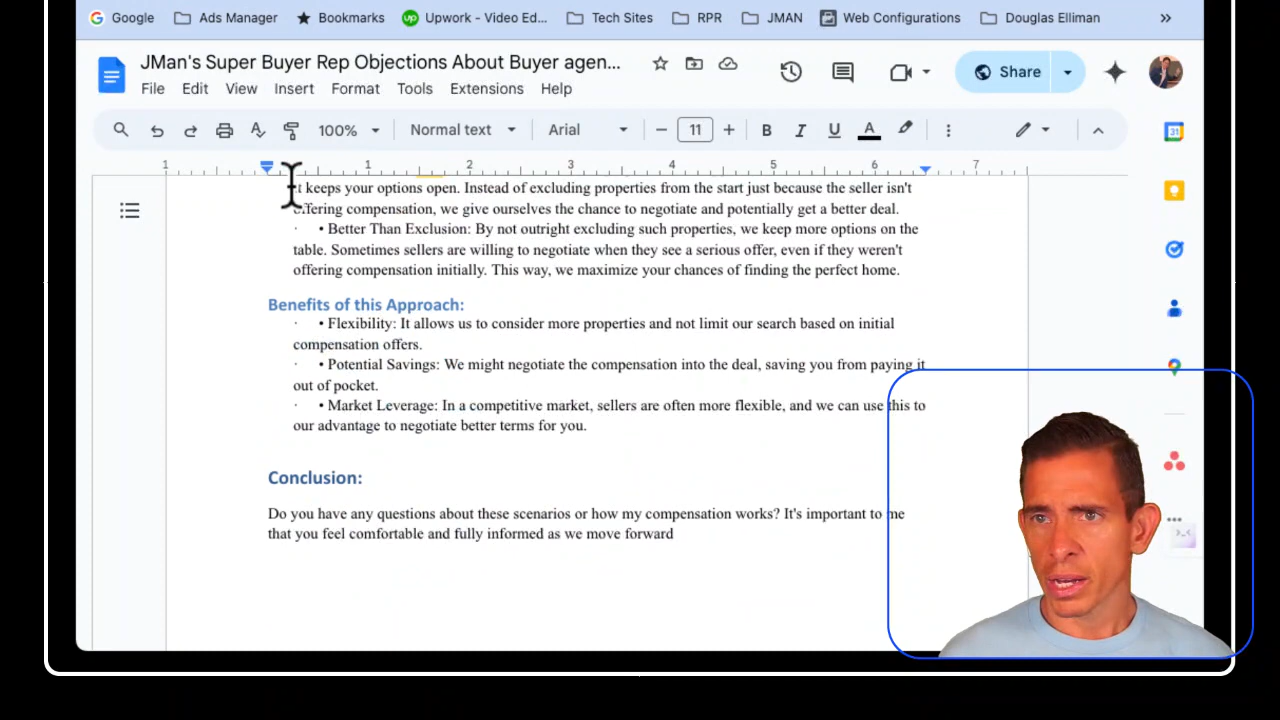 Google Ads Manager Bookmarks Upwork - Video Ed... Tech Sites RPR JMAN Web Configurations Douglas Elliman »
JMan's Super Buyer Rep Objections About Buyer agen...
Share
File Edit View Insert Format Tools Extensions Help
100% Normal text Arial − 11 + B I U A
1 1 2 3 4 5 6 7
31
It keeps your options open. Instead of excluding properties from the start just because the seller isn't
offering compensation, we give ourselves the chance to negotiate and potentially get a better deal.
· • Better Than Exclusion: By not outright excluding such properties, we keep more options on the
table. Sometimes sellers are willing to negotiate when they see a serious offer, even if they weren't
offering compensation initially. This way, we maximize your chances of finding the perfect home.
Benefits of this Approach:
· • Flexibility: It allows us to consider more properties and not limit our search based on initial
compensation offers.
· • Potential Savings: We might negotiate the compensation into the deal, saving you from paying it
out of pocket.
· • Market Leverage: In a competitive market, sellers are often more flexible, and we can use this to
our advantage to negotiate better terms for you.
Conclusion:
Do you have any questions about these scenarios or how my compensation works? It's important to me
that you feel comfortable and fully informed as we move forward